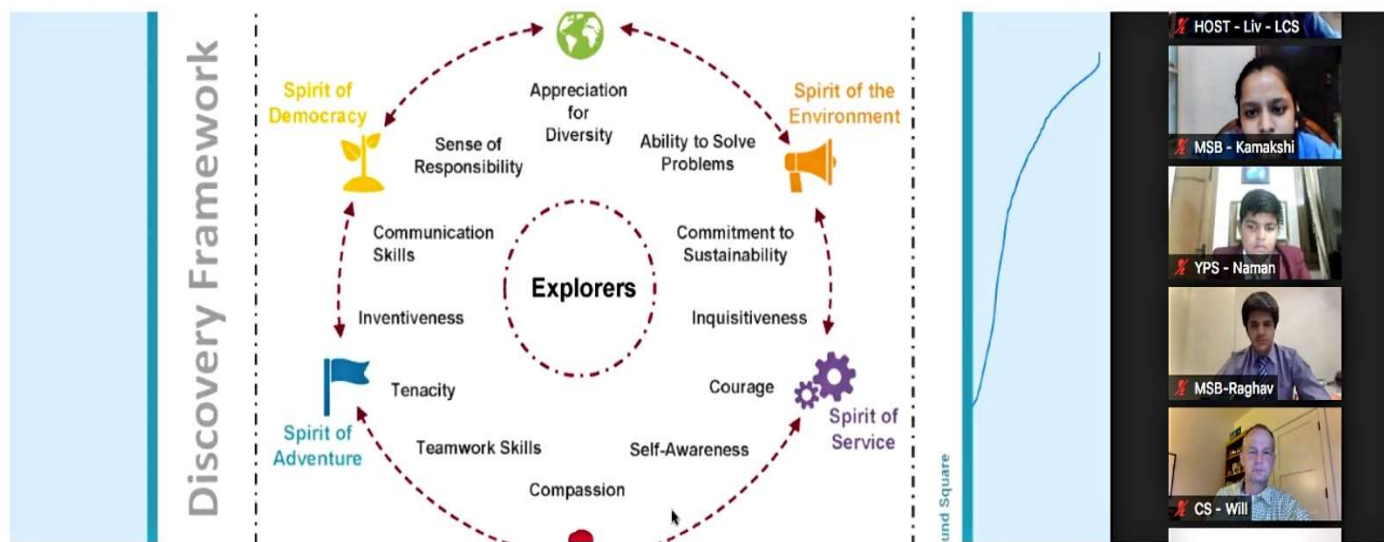 Discovery Framework
Spirit of
Democracy
Appreciation
for
Diversity
Spirit of the
Environment
Sense of
Responsibility
Ability to Solve
Problems
Communication
Skills
Commitment to
Sustainability
Explorers
Inventiveness
Inquisitiveness
Tenacity
Courage
Spirit of
Adventure
Spirit of
Service
Teamwork Skills
Self-Awareness
Compassion
und Square
HOST - Liv - LCS
MSB - Kamakshi
YPS - Naman
MSB-Raghav
CS - Will